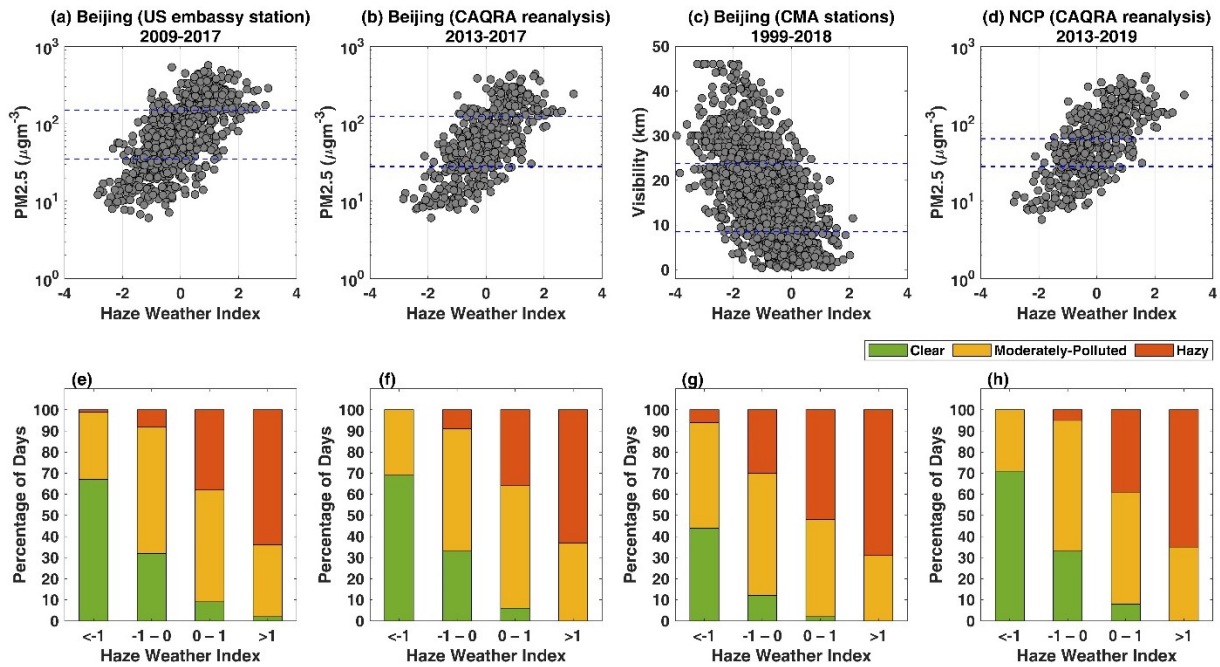 (a) Beijing (US embassy station)
2009-2017
10³
10²
10¹
10⁰
PM2.5 (μgm⁻³)
-4 -2 0 2 4
Haze Weather Index
(b) Beijing (CAQRA reanalysis)
2013-2017
10³
10²
10¹
10⁰
PM2.5 (μgm⁻³)
-4 -2 0 2 4
Haze Weather Index
(c) Beijing (CMA stations)
1999-2018
50
40
30
20
10
0
Visibility (km)
-4 -2 0 2 4
Haze Weather Index
(d) NCP (CAQRA reanalysis)
2013-2019
10³
10²
10¹
10⁰
PM2.5 (μgm⁻³)
-4 -2 0 2 4
Haze Weather Index
Clear Moderately-Polluted Hazy
(e)
100
90
80
70
60
50
40
30
20
10
0
Percentage of Days
<-1 -1 – 0 0 – 1 >1
Haze Weather Index
(f)
100
90
80
70
60
50
40
30
20
10
0
Percentage of Days
<-1 -1 – 0 0 – 1 >1
Haze Weather Index
(g)
100
90
80
70
60
50
40
30
20
10
0
Percentage of Days
<-1 -1 – 0 0 – 1 >1
Haze Weather Index
(h)
100
90
80
70
60
50
40
30
20
10
0
Percentage of Days
<-1 -1 – 0 0 – 1 >1
Haze Weather Index